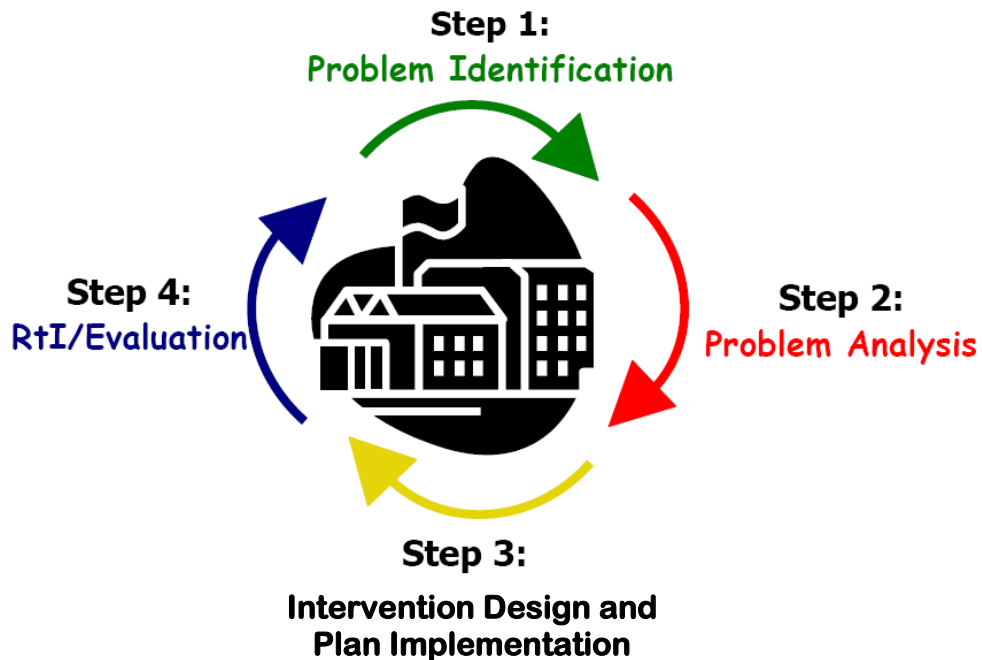 Step 1:
Problem Identification
Step 2:
Problem Analysis
Step 3:
Intervention Design and
Plan Implementation
Step 4:
RtI/Evaluation